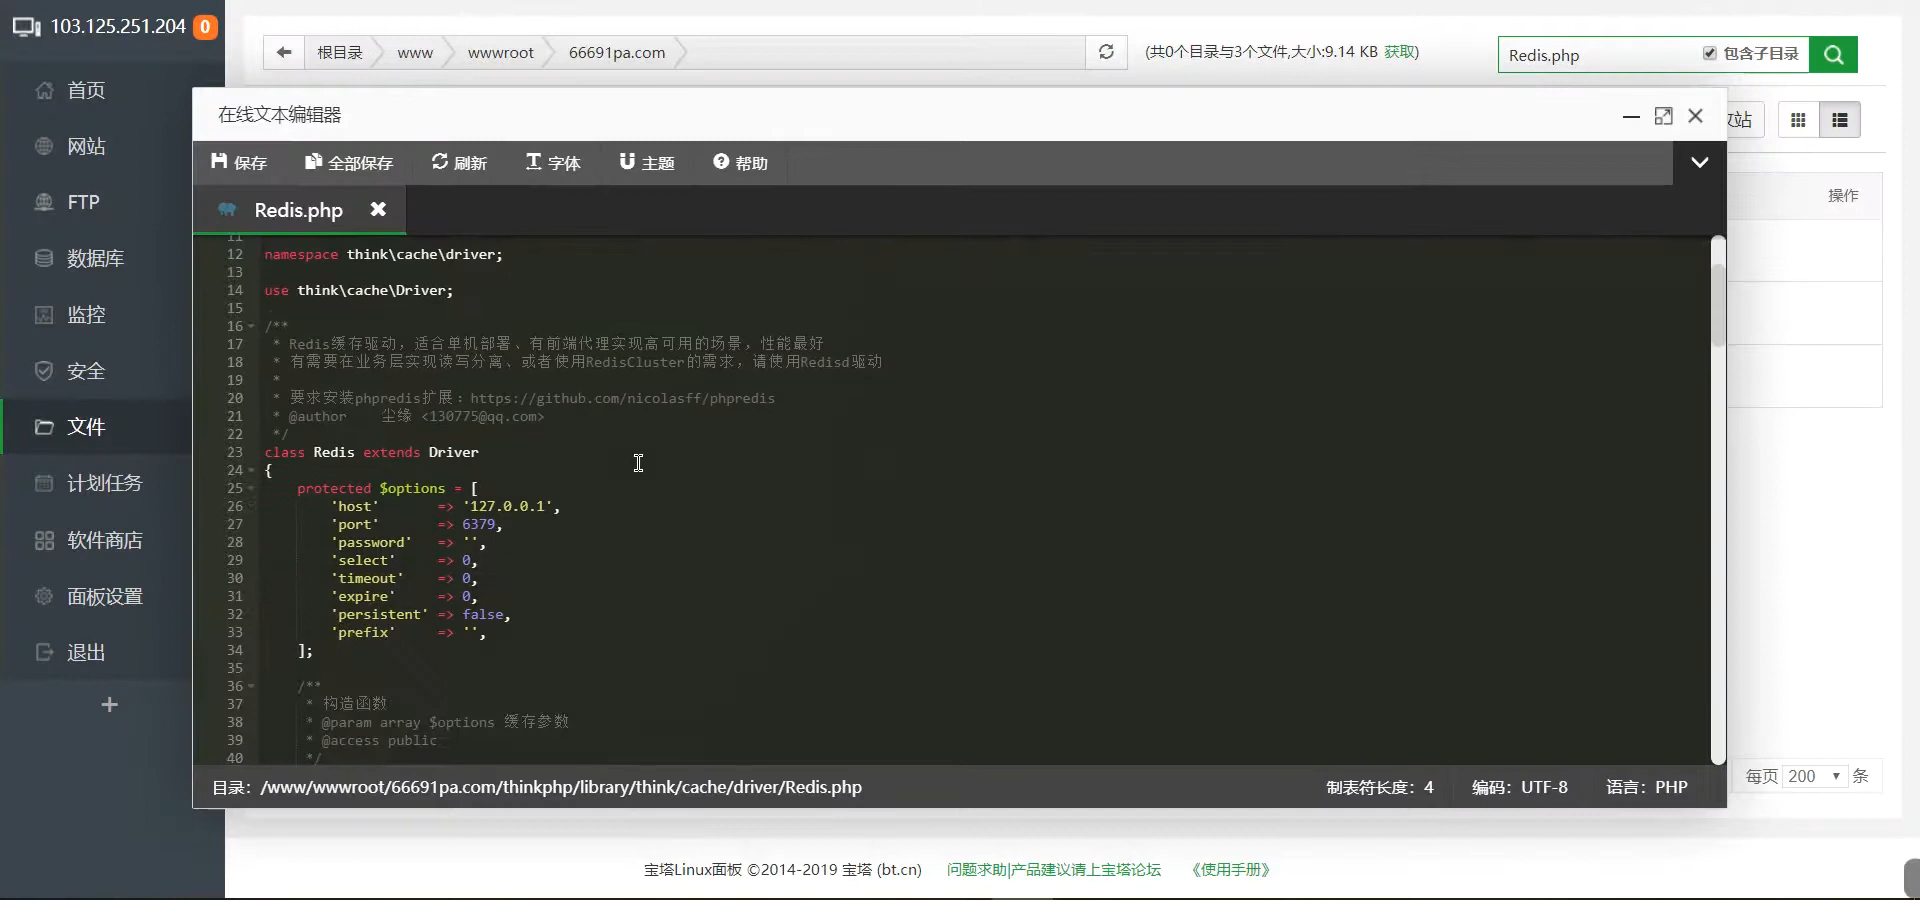 103.125.251.204 0
首页
网站
FTP
数据库
监控
安全
文件
计划任务
软件商店
面板设置
退出
根目录 www wwwroot 66691pa.com
(共0个目录与3个文件,大小:9.14 KB 获取)
Redis.php 包含子目录
在线文本编辑器
保存 全部保存 刷新 字体 主题 帮助
Redis.php
操作
11
12 namespace think\cache\driver;
13
14 use think\cache\Driver;
15
16 /**
17 * Redis缓存驱动，适合单机部署、有前端代理实现高可用的场景，性能最好
18 * 有需要在业务层实现读写分离、或者使用RedisCluster的需求，请使用Redisd驱动
19 *
20 * 要求安装phpredis扩展：https://github.com/nicolasff/phpredis
21 * @author    尘缘 <130775@qq.com>
22 */
23 class Redis extends Driver
24 {
25 protected $options = [
26 'host'       => '127.0.0.1',
27 'port'       => 6379,
28 'password'   => '',
29 'select'     => 0,
30 'timeout'    => 0,
31 'expire'     => 0,
32 'persistent' => false,
33 'prefix'     => '',
34 ];
35
36 /**
37 * 构造函数
38 * @param array $options 缓存参数
39 * @access public
40 */
目录：/www/wwwroot/66691pa.com/thinkphp/library/think/cache/driver/Redis.php
制表符长度：4 编码：UTF-8 语言：PHP
每页 200 条
宝塔Linux面板 ©2014-2019 宝塔 (bt.cn) 问题求助|产品建议请上宝塔论坛 《使用手册》